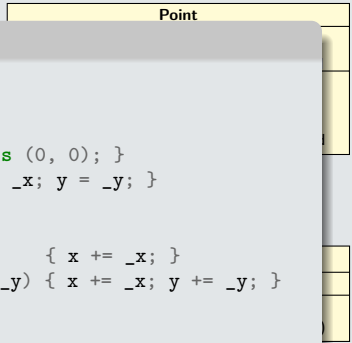 Point
s (0, 0); }
_x; y = _y; }
{ x += _x; }
_y) { x += _x; y += _y; }
)